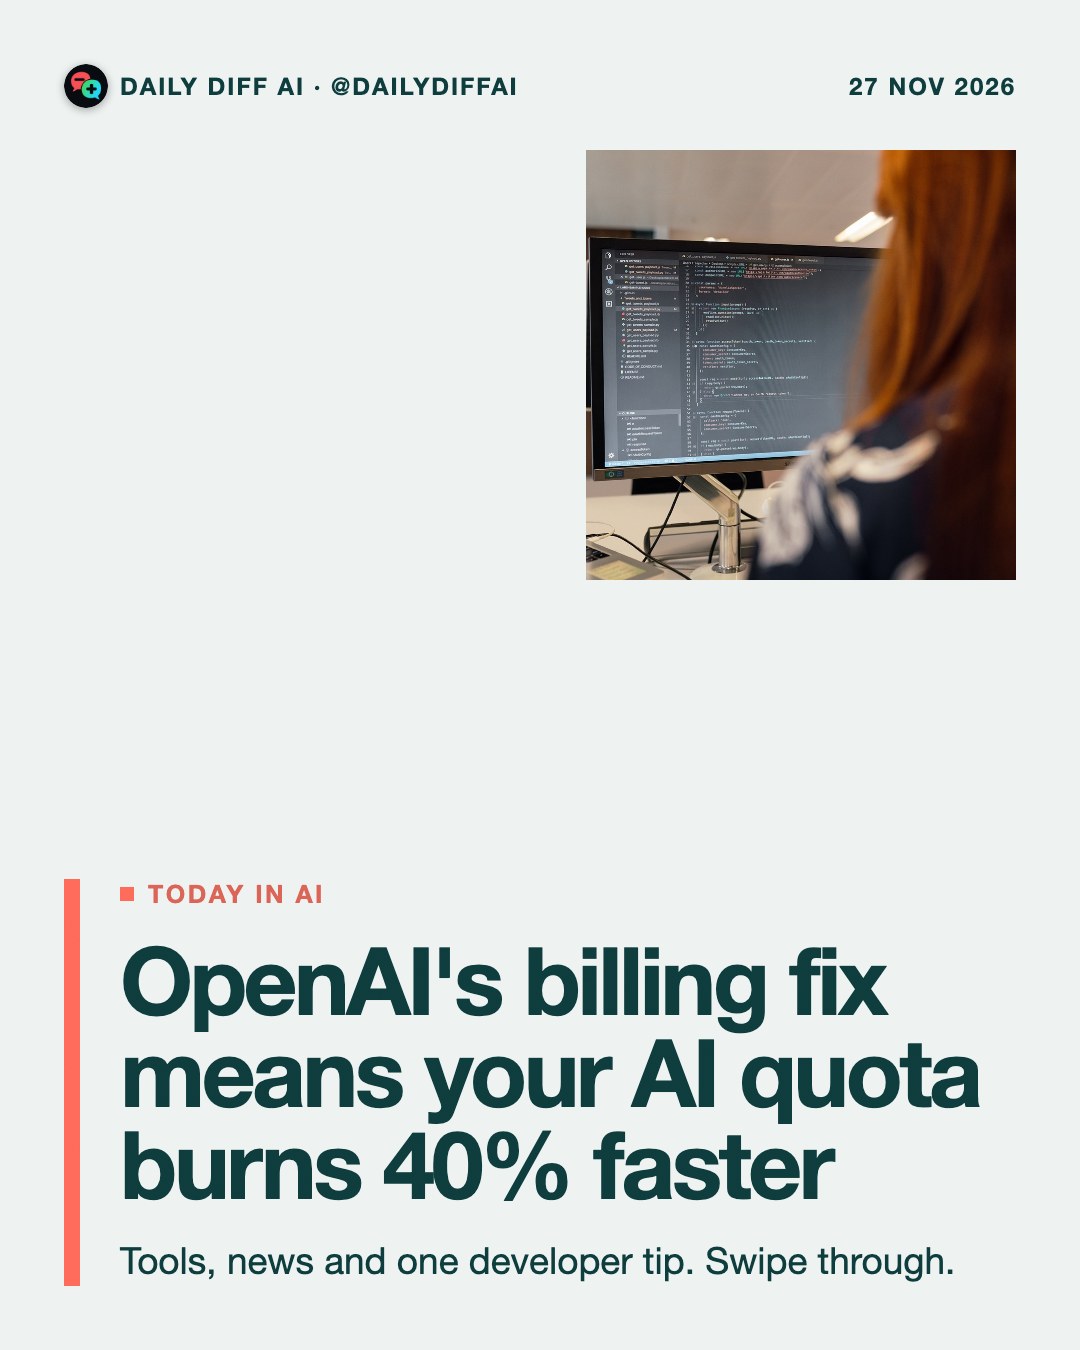 DAILY DIFF AI · @DAILYDIFFAI
27 NOV 2026
TODAY IN AI
OpenAI's billing fix
means your AI quota
burns 40% faster
Tools, news and one developer tip. Swipe through.